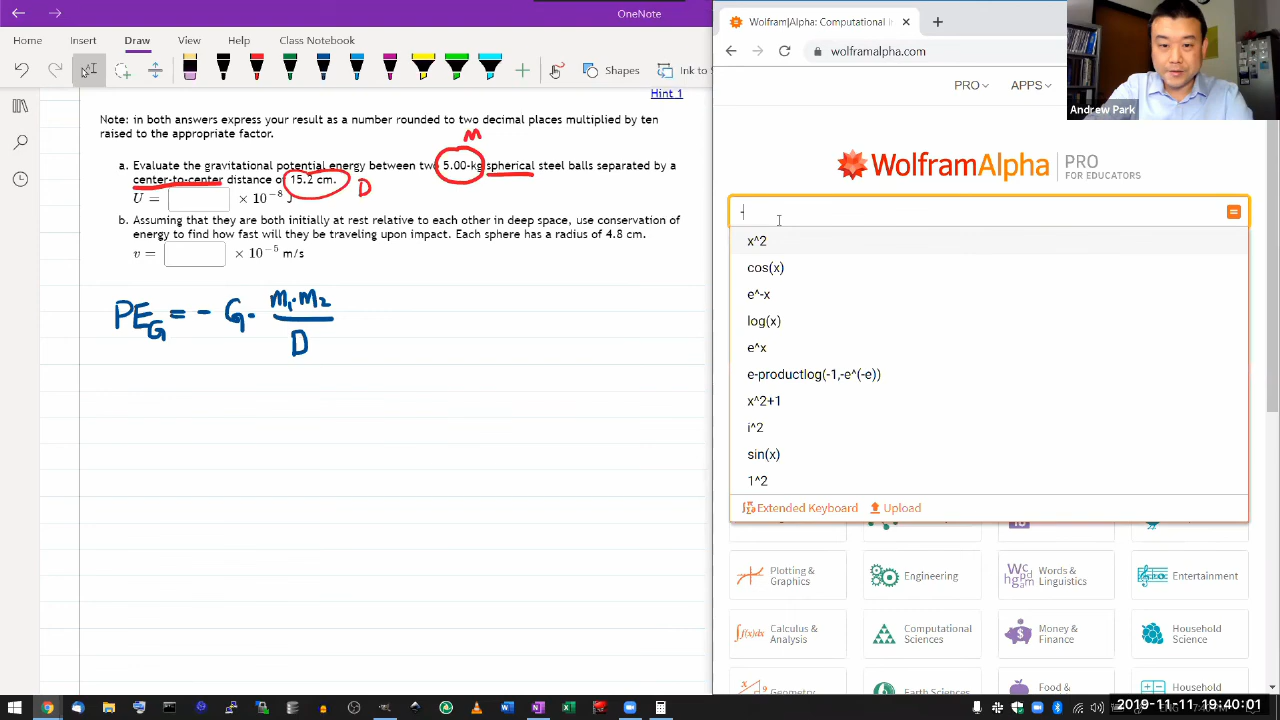 OneNote
Home Insert Draw View Help Class Notebook
Shapes
Ink to S
Hint 1
Note: in both answers express your result as a number rounded to two decimal places multiplied by ten
raised to the appropriate factor.
M
a. Evaluate the gravitational potential energy between two 5.00-kg spherical steel balls separated by a
center-to-center distance of 15.2 cm.
D
U = × 10⁻⁸ J
b. Assuming that they are both initially at rest relative to each other in deep space, use conservation of
energy to find how fast will they be traveling upon impact. Each sphere has a radius of 4.8 cm.
v = × 10⁻⁵ m/s
PE_G = - G · m₁·m₂ / D
Wolfram|Alpha: Computational I
wolframalpha.com
PRO APPS
Andrew Park
WolframAlpha PRO
FOR EDUCATORS
-
x^2
cos(x)
e^-x
log(x)
e^x
e-productlog(-1,-e^(-e))
x^2+1
i^2
sin(x)
1^2
Extended Keyboard Upload
Plotting &
Graphics
Engineering
Words &
Linguistics
Entertainment
Calculus &
Analysis
Computational
Sciences
Money &
Finance
Household
Science
Geometry
Earth Sciences
Food &
Household
2019-11-11 19:40:01